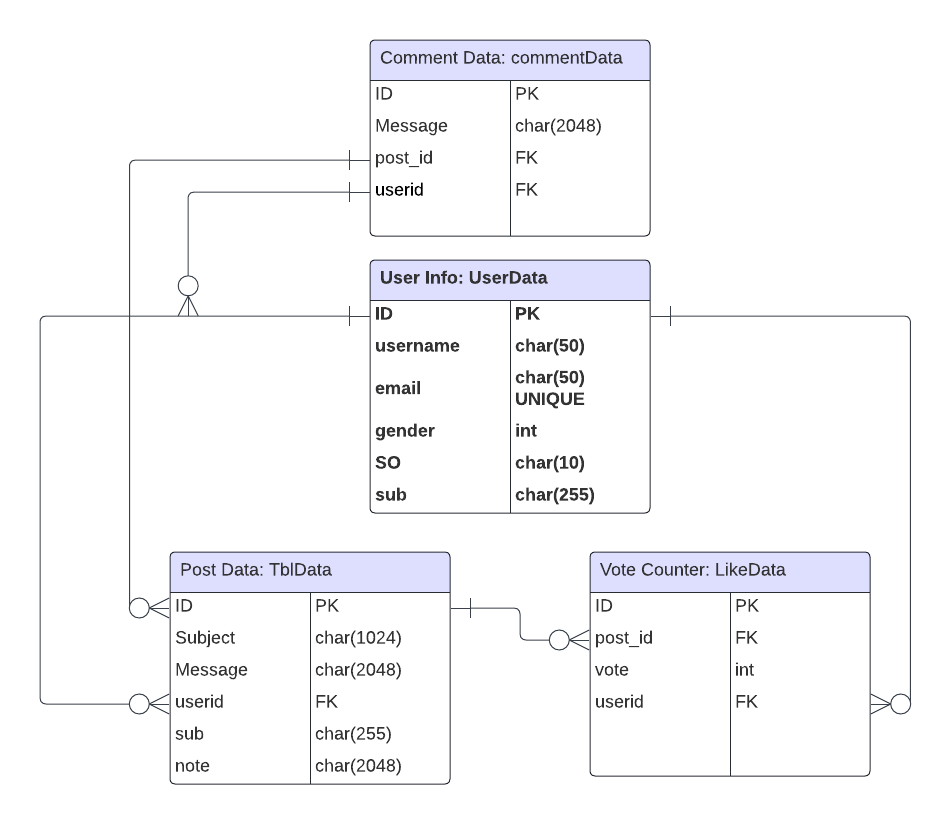 Comment Data: commentData
ID PK
Message char(2048)
post_id FK
userid FK
User Info: UserData
ID PK
username char(50)
email char(50)
UNIQUE
gender int
SO char(10)
sub char(255)
Post Data: TblData
ID PK
Subject char(1024)
Message char(2048)
userid FK
sub char(255)
note char(2048)
Vote Counter: LikeData
ID PK
post_id FK
vote int
userid FK